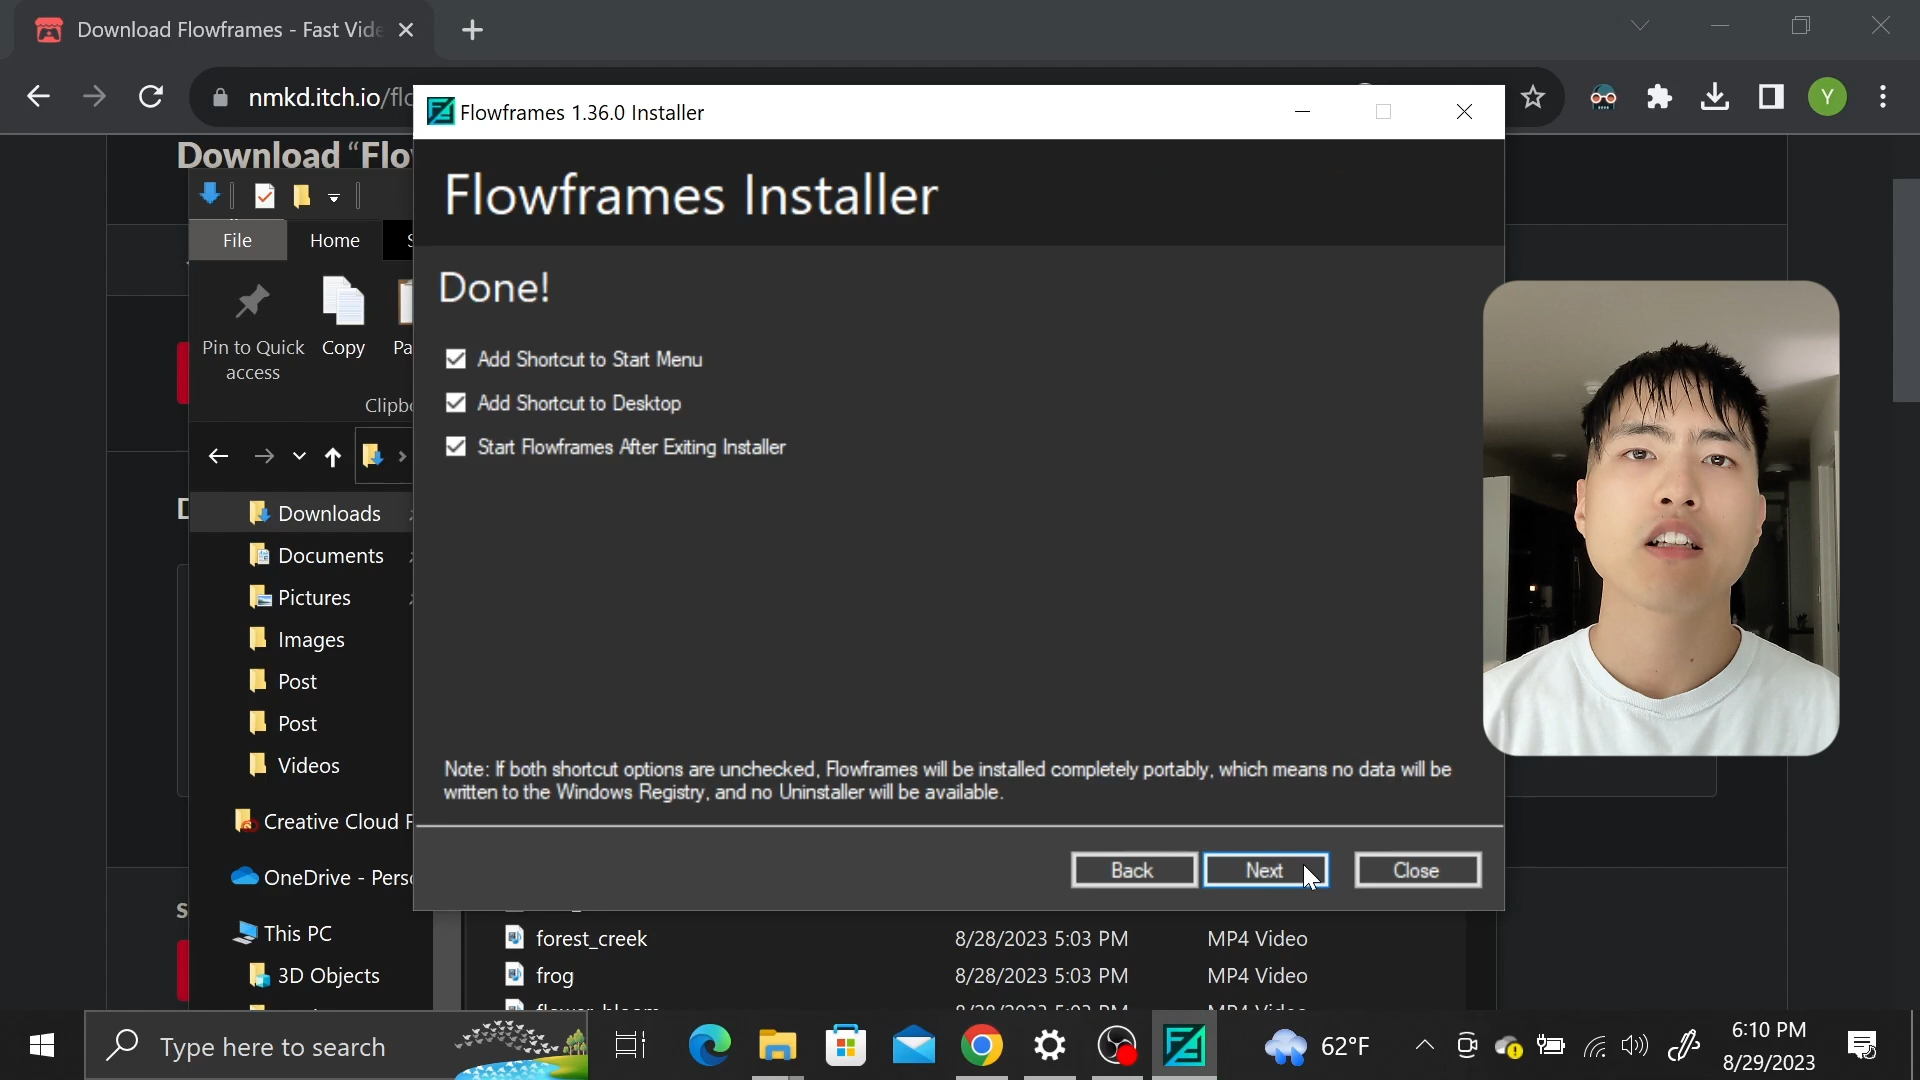 Download Flowframes - Fast Vide
nmkd.itch.io/flo
Flowframes 1.36.0 Installer
Y
Download “Flo
Flowframes Installer
File
Home
Done!
Pin to Quick
access
Copy
Pa
Clipbo
Add Shortcut to Start Menu
Add Shortcut to Desktop
Start Flowframes After Exiting Installer
Downloads
Documents
Pictures
Images
Post
Post
Videos
Creative Cloud F
OneDrive - Perso
This PC
3D Objects
Note: If both shortcut options are unchecked, Flowframes will be installed completely portably, which means no data will be
written to the Windows Registry, and no Uninstaller will be available.
Back
Next
Close
forest_creek 8/28/2023 5:03 PM MP4 Video
frog 8/28/2023 5:03 PM MP4 Video
Type here to search
62°F
6:10 PM
8/29/2023